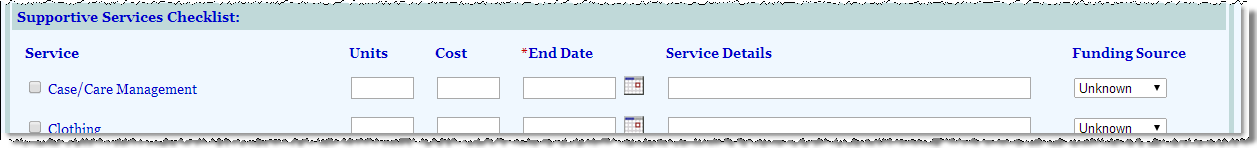 Supportive Services Checklist:
Service Units Cost *End Date Service Details Funding Source
Case/Care Management Unknown
Clothing Unknown